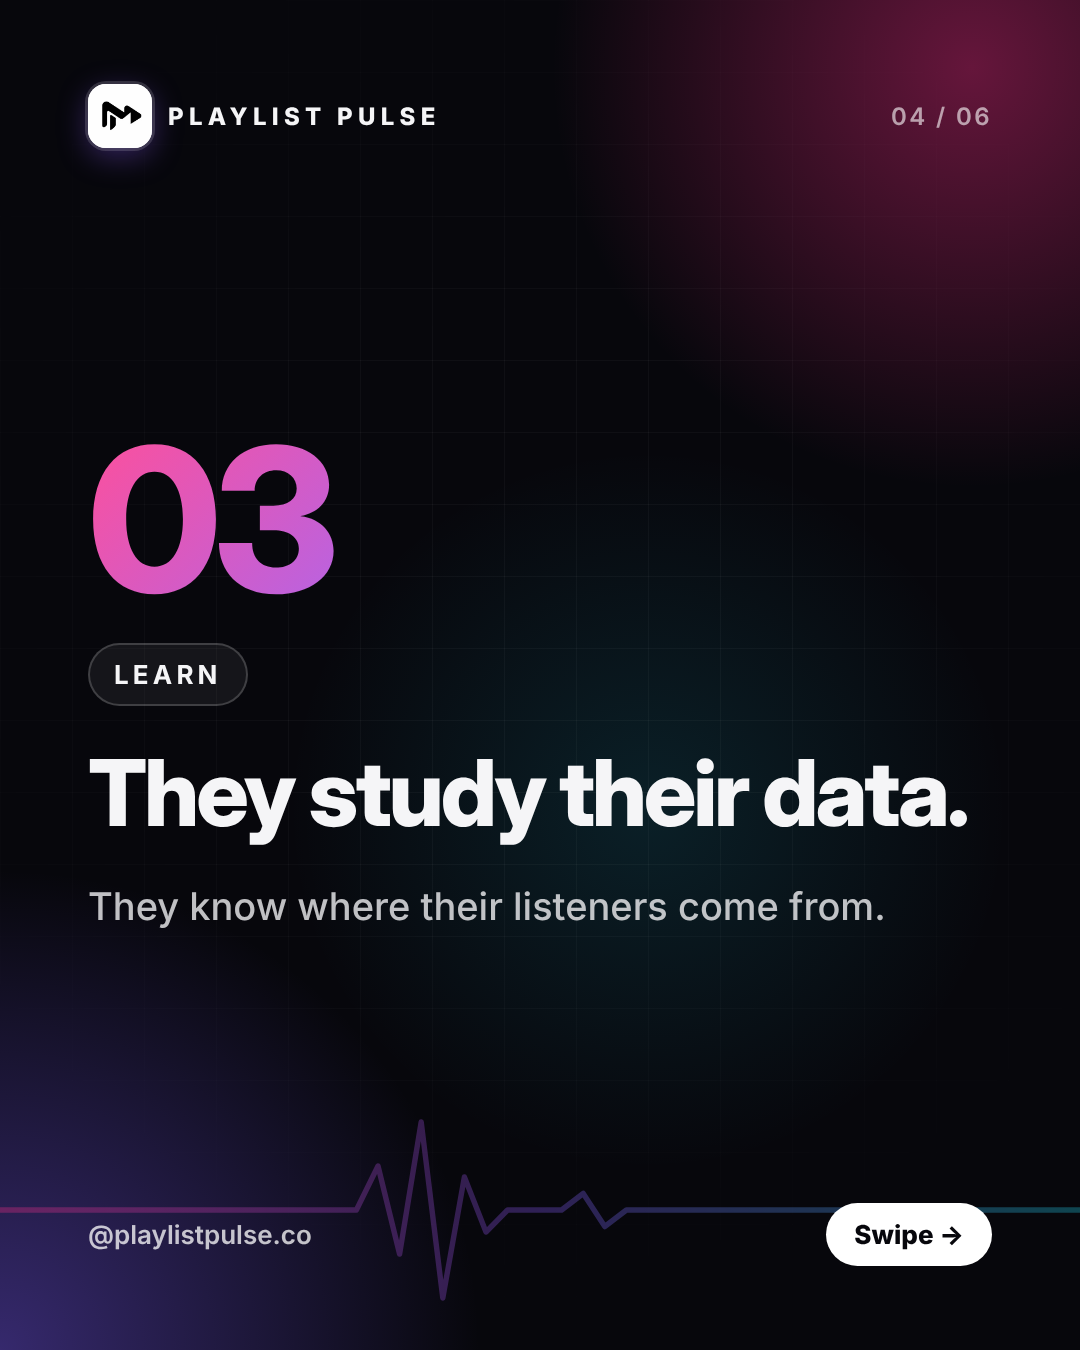 PLAYLIST PULSE
04 / 06
03
LEARN
They study their data.
They know where their listeners come from.
@playlistpulse.co
Swipe →